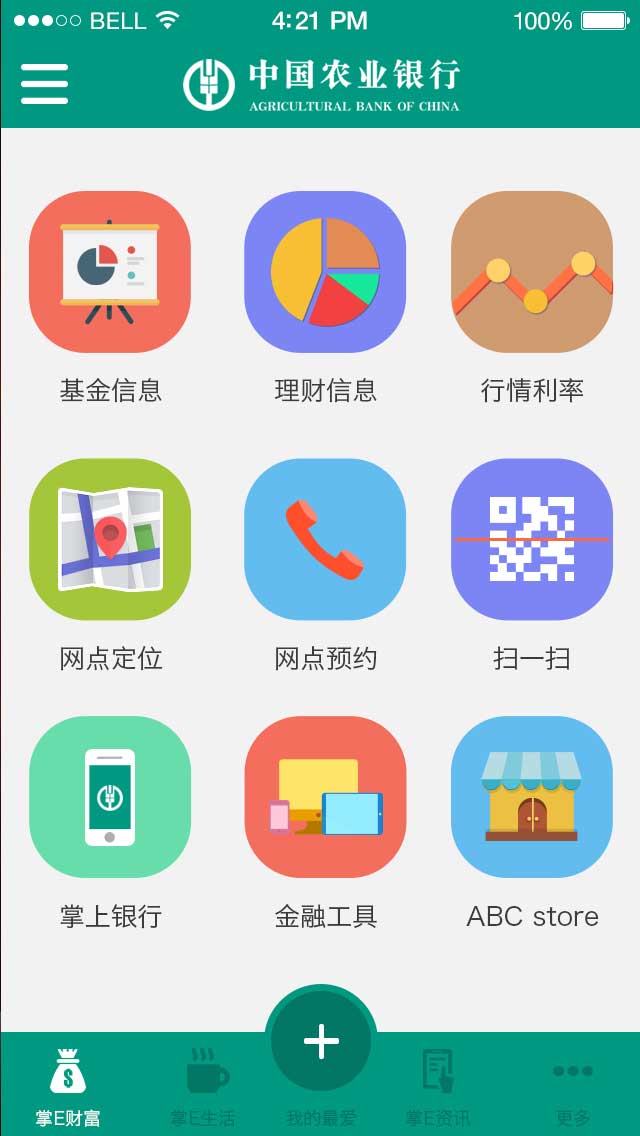 BELL 4:21 PM 100%
中国农业银行
AGRICULTURAL BANK OF CHINA
基金信息 理财信息 行情利率
网点定位 网点预约 扫一扫
掌上银行 金融工具 ABC store
掌E财富 掌E生活 我的最爱 掌E资讯 更多